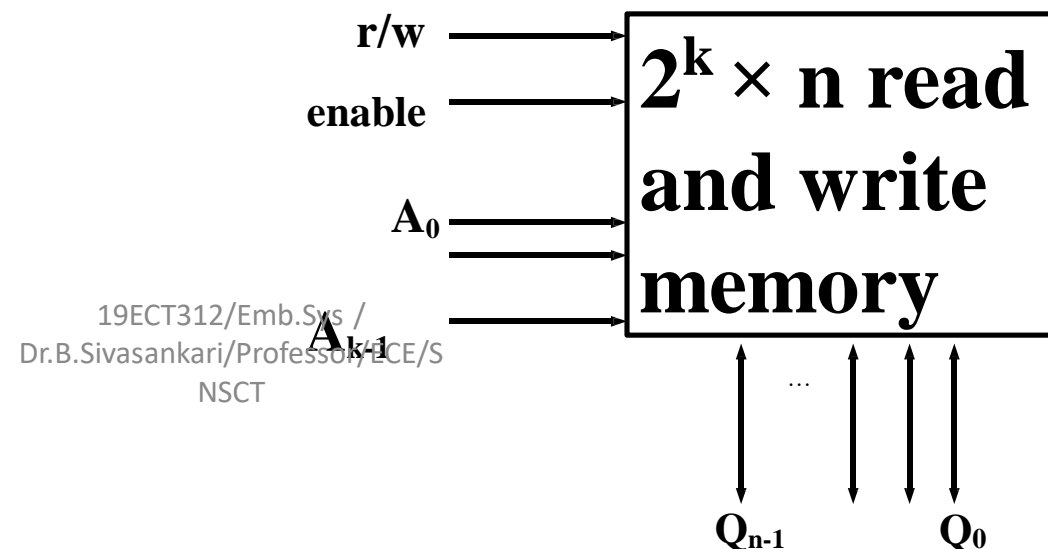 r/w
enable
A₀
2ᵏ × n read
and write
memory
19ECT312/Emb.Sys /
Dr.B.Sivasankari/Professor/ECE/S
NSCT
Aₖ₋₁
...
Qₙ₋₁
Q₀